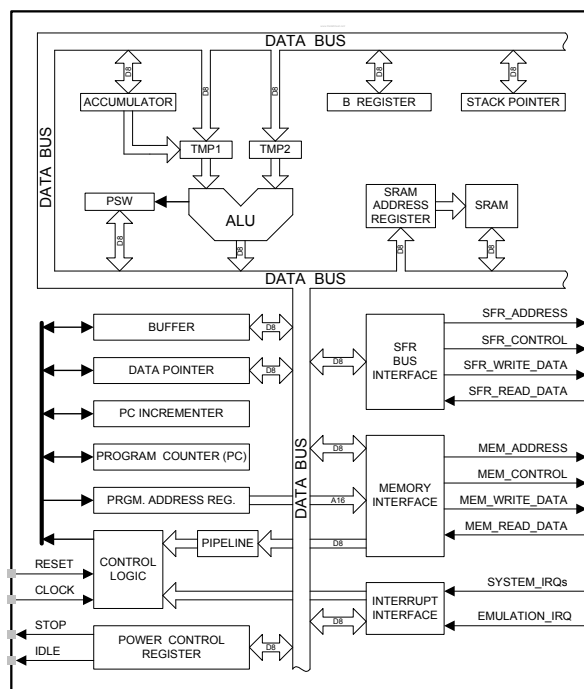 DATA BUS
D8
D8
D8
D8
D8
ACCUMULATOR
B REGISTER
STACK POINTER
DATA BUS
TMP1
TMP2
PSW
ALU
SRAM
ADDRESS
REGISTER
SRAM
D8
D8
D8
D8
DATA BUS
BUFFER
D8
DATA POINTER
D8
PC INCREMENTER
PROGRAM COUNTER (PC)
PRGM. ADDRESS REG.
A16
DATA BUS
D8
SFR
BUS
INTERFACE
SFR_ADDRESS
SFR_CONTROL
SFR_WRITE_DATA
SFR_READ_DATA
D8
MEMORY
INTERFACE
MEM_ADDRESS
MEM_CONTROL
MEM_WRITE_DATA
MEM_READ_DATA
RESET
CLOCK
CONTROL
LOGIC
PIPELINE
D8
INTERRUPT
INTERFACE
SYSTEM_IRQs
EMULATION_IRQ
D8
STOP
IDLE
POWER CONTROL
REGISTER
D8